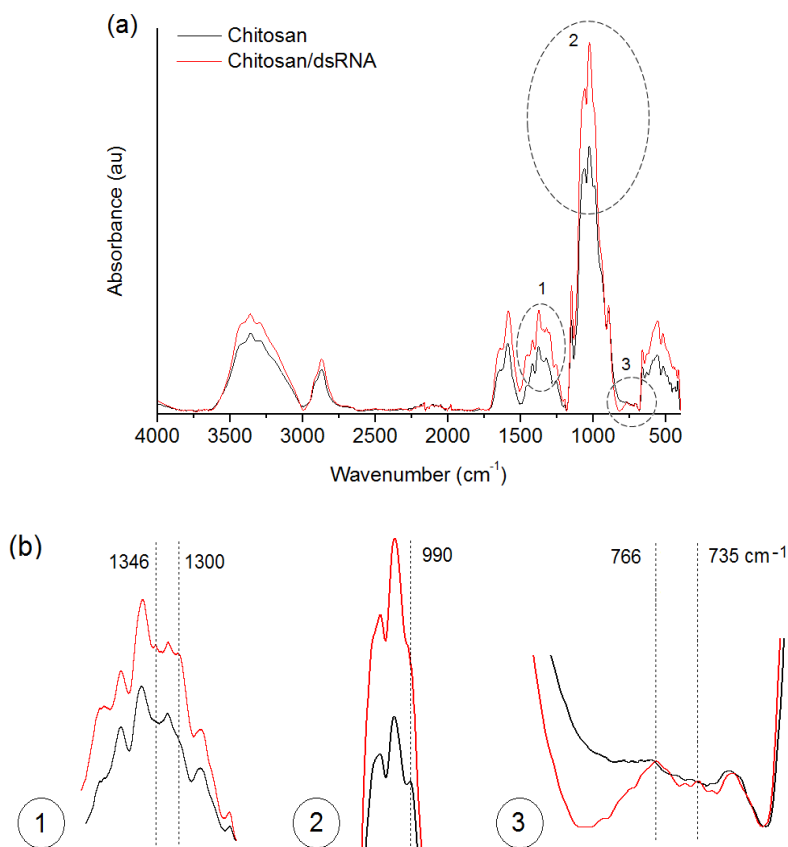 (a)
Chitosan
Chitosan/dsRNA
2
1
3
Absorbance (au)
4000 3500 3000 2500 2000 1500 1000 500
Wavenumber (cm⁻¹)
(b)
1346 1300 990 766 735 cm⁻¹
1 2 3